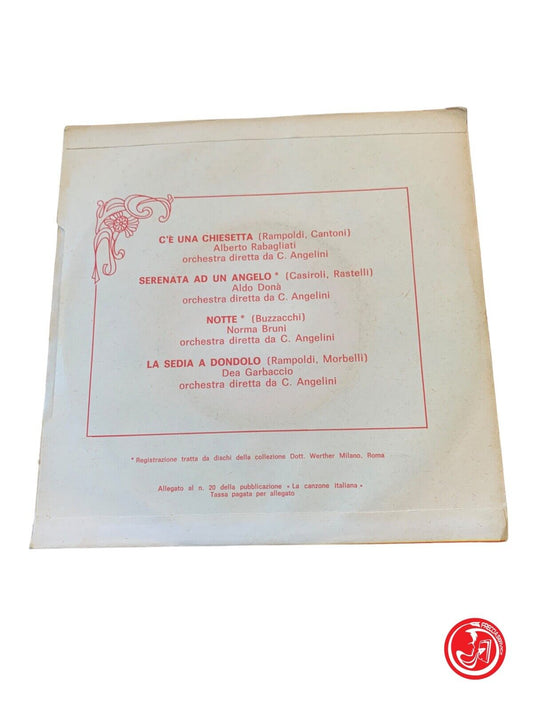 C'È UNA CHIESETTA (Rampoldi, Cantoni)
Alberto Rabagliati
orchestra diretta da C. Angelini
SERENATA AD UN ANGELO * (Casiroli, Rastelli)
Aldo Donà
orchestra diretta da C. Angelini
NOTTE * (Buzzacchi)
Norma Bruni
orchestra diretta da C. Angelini
LA SEDIA A DONDOLO (Rampoldi, Morbelli)
Dea Garbaccio
orchestra diretta da C. Angelini
* Registrazione tratta da dischi della collezione Dott. Werther Milano, Roma
Allegato al n. 20 della pubblicazione « La canzone italiana »
Tassa pagata per allegato